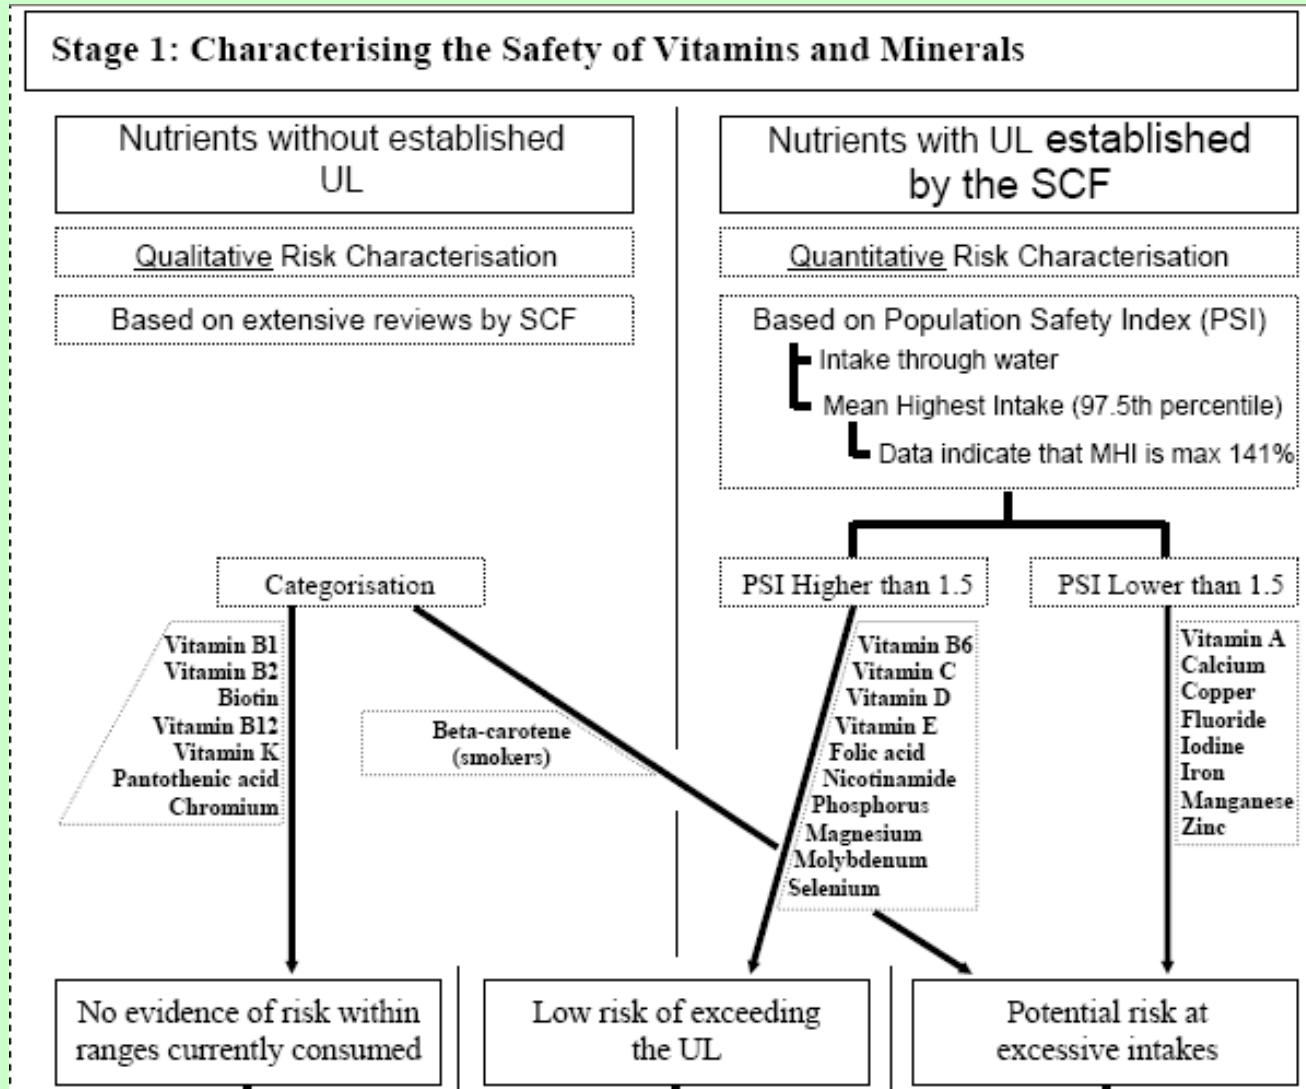 Stage 1: Characterising the Safety of Vitamins and Minerals
Nutrients without established
UL
Qualitative Risk Characterisation
Based on extensive reviews by SCF
Nutrients with UL established
by the SCF
Quantitative Risk Characterisation
Based on Population Safety Index (PSI)
Intake through water
Mean Highest Intake (97.5th percentile)
Data indicate that MHI is max 141%
Categorisation
Vitamin B1
Vitamin B2
Biotin
Vitamin B12
Vitamin K
Pantothenic acid
Chromium
Beta-carotene
(smokers)
PSI Higher than 1.5
Vitamin B6
Vitamin C
Vitamin D
Vitamin E
Folic acid
Nicotinamide
Phosphorus
Magnesium
Molybdenum
Selenium
PSI Lower than 1.5
Vitamin A
Calcium
Copper
Fluoride
Iodine
Iron
Manganese
Zinc
No evidence of risk within
ranges currently consumed
Low risk of exceeding
the UL
Potential risk at
excessive intakes